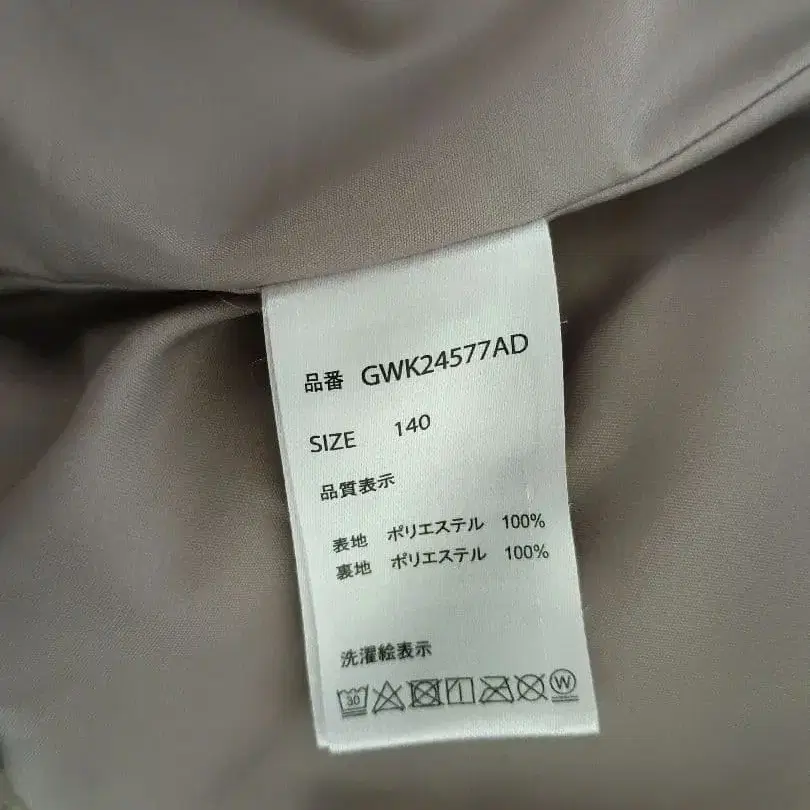 品番 GWK24577AD
SIZE 140
品質表示
表地 ポリエステル 100%
裏地 ポリエステル 100%
洗濯絵表示
30 W